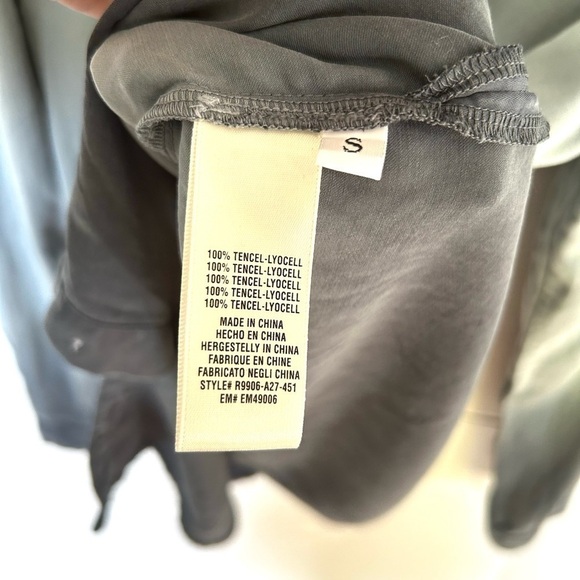 S
100% TENCEL-LYOCELL
100% TENCEL-LYOCELL
100% TENCEL-LYOCELL
100% TENCEL-LYOCELL
100% TENCEL-LYOCELL
MADE IN CHINA
HECHO EN CHINA
HERGESTELLY IN CHINA
FABRIQUE EN CHINE
FABRICATO NEGLI CHINA
STYLE# R9906-A27-451
EM# EM49006